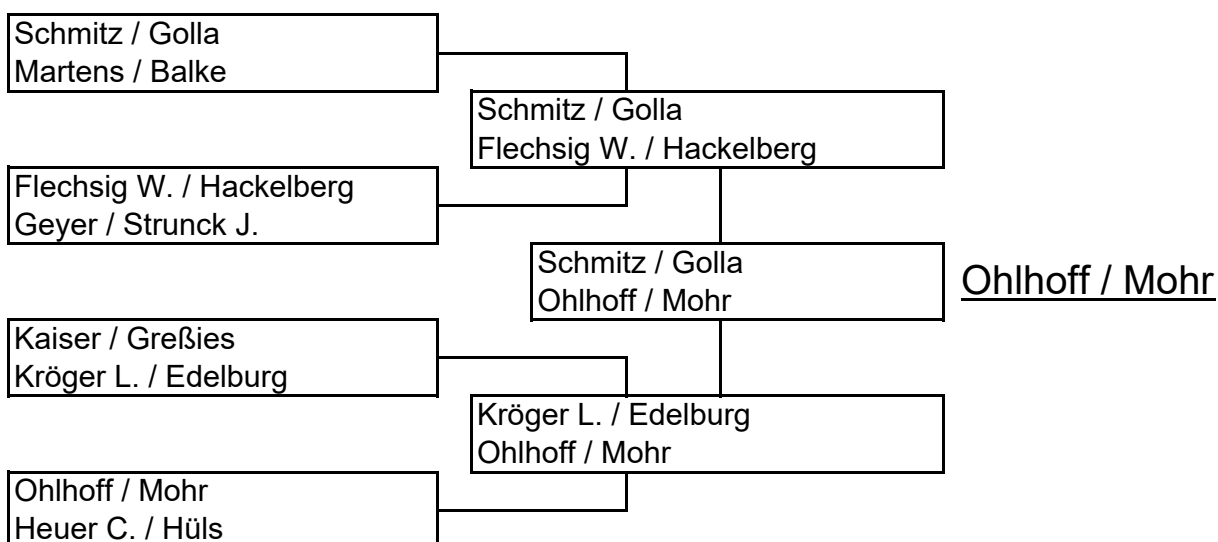 Schmitz / Golla
Martens / Balke
Schmitz / Golla
Flechsig W. / Hackelberg
Flechsig W. / Hackelberg
Geyer / Strunck J.
Schmitz / Golla
Ohlhoff / Mohr
Ohlhoff / Mohr
Kaiser / Greßies
Kröger L. / Edelburg
Kröger L. / Edelburg
Ohlhoff / Mohr
Ohlhoff / Mohr
Heuer C. / Hüls